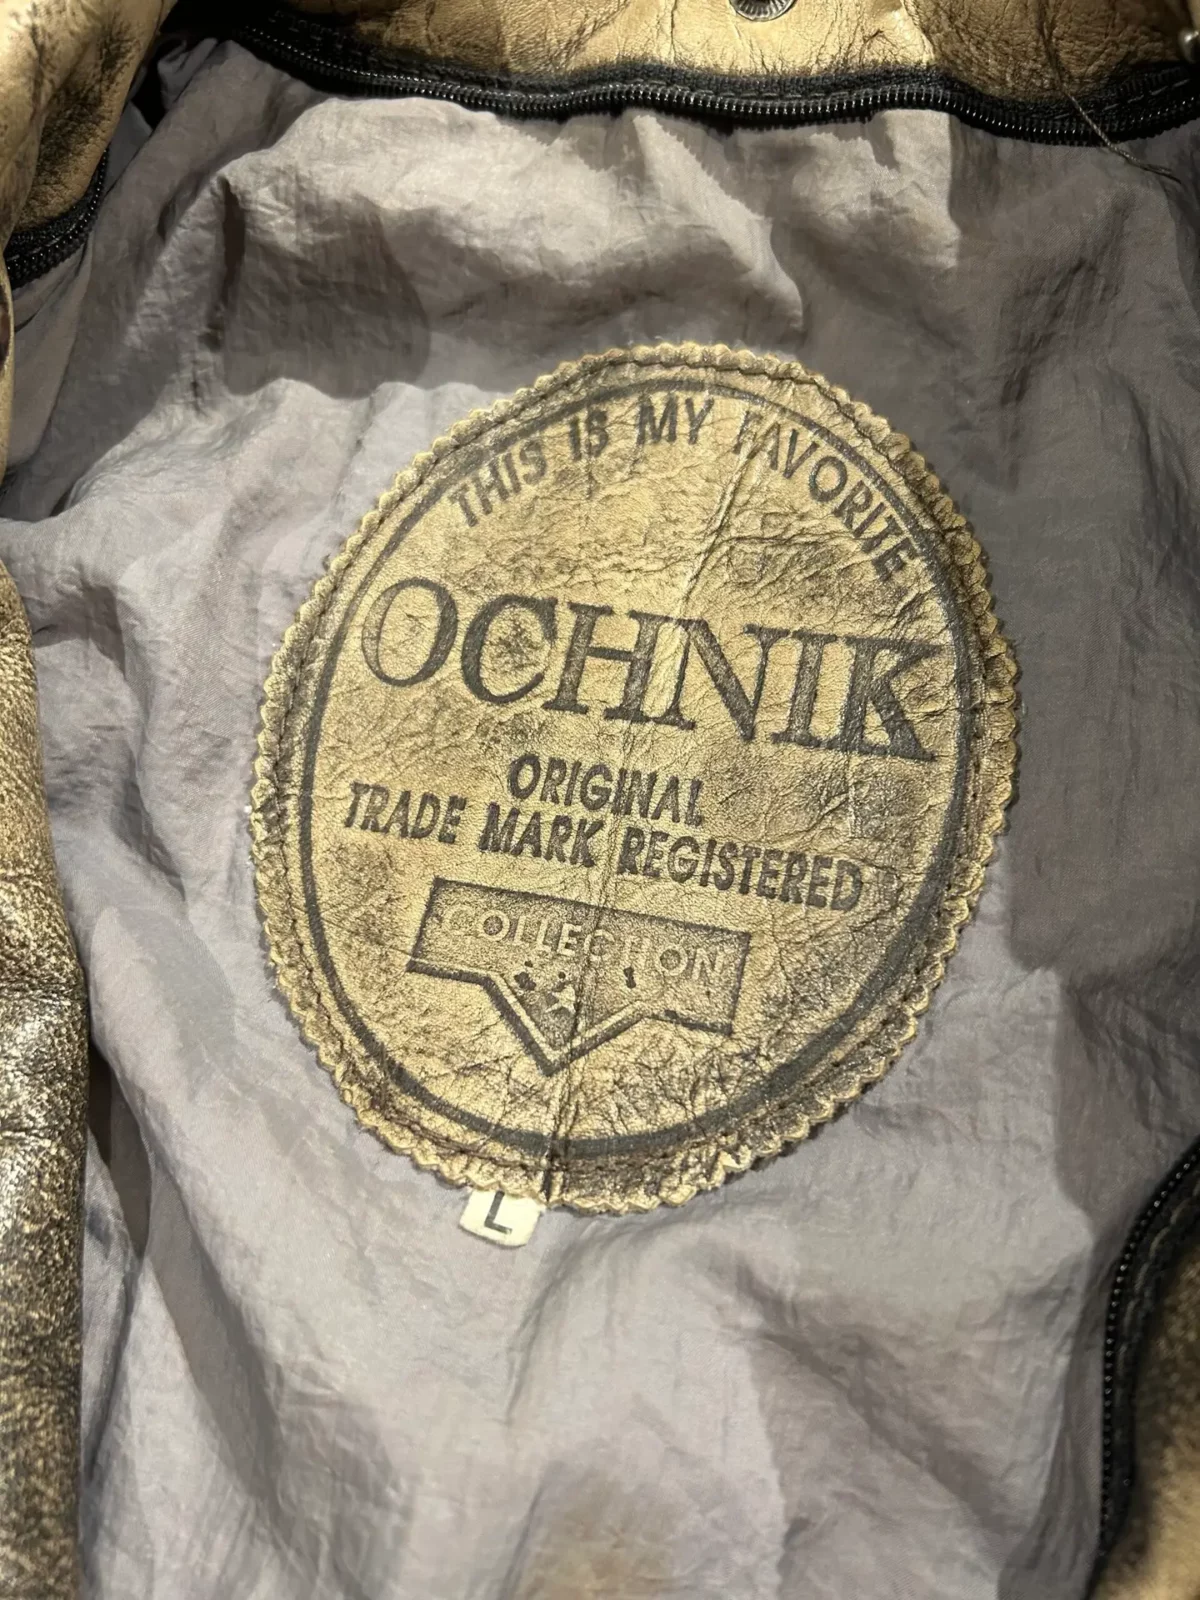 THIS IS MY FAVORITE
OCHNIK
ORIGINAL
TRADE MARK REGISTERED
COLLECTION
L